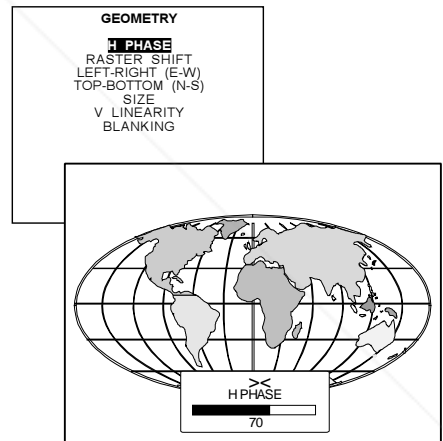 GEOMETRY
H PHASE
RASTER SHIFT
LEFT-RIGHT (E-W)
TOP-BOTTOM (N-S)
SIZE
V LINEARITY
BLANKING
><
H PHASE
70